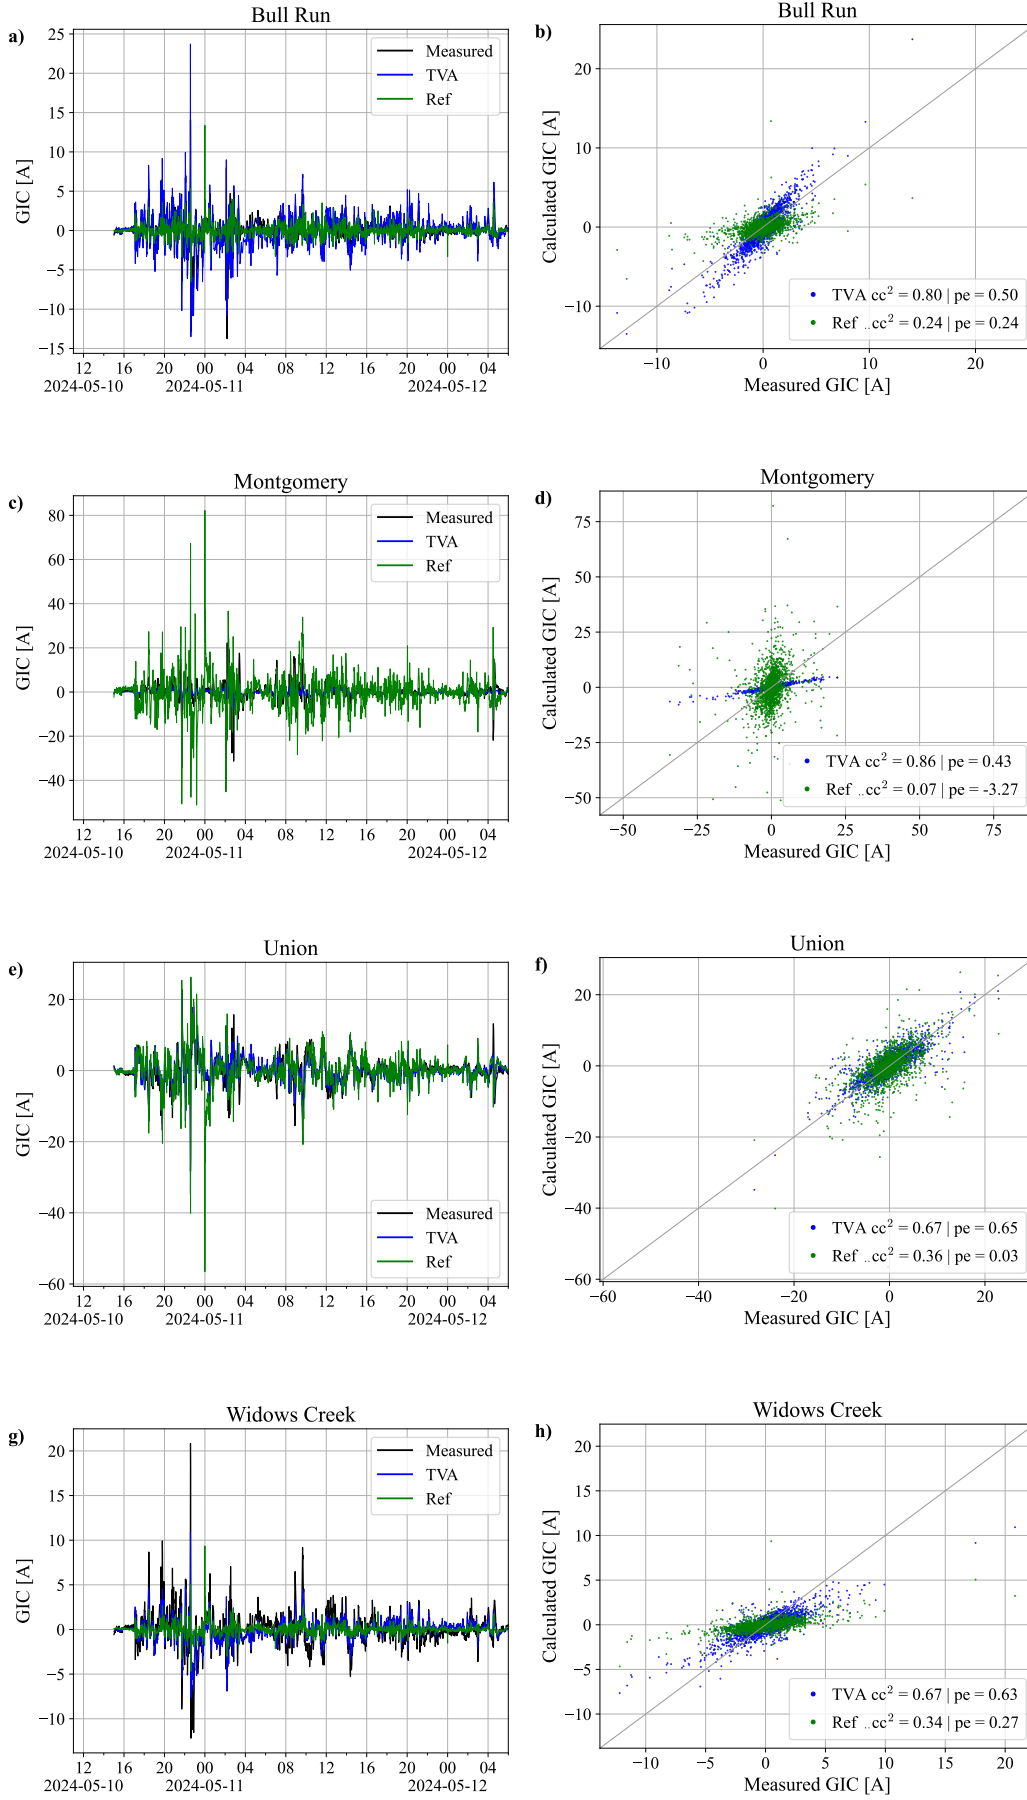 Bull Run
a)
25
20
15
10
5
0
−5
−10
−15
GIC [A]
Measured
TVA
Ref
12 16 20 00 04 08 12 16 20 00 04
2024-05-10 2024-05-11 2024-05-12
Bull Run
b)
20
10
0
−10
Calculated GIC [A]
TVA cc² = 0.80 | pe = 0.50
Ref ..cc² = 0.24 | pe = 0.24
−10 0 10 20
Measured GIC [A]
Montgomery
c)
80
60
40
20
0
−20
−40
GIC [A]
Measured
TVA
Ref
12 16 20 00 04 08 12 16 20 00 04
2024-05-10 2024-05-11 2024-05-12
Montgomery
d)
75
50
25
0
−25
−50
Calculated GIC [A]
TVA cc² = 0.86 | pe = 0.43
Ref ..cc² = 0.07 | pe = -3.27
−50 −25 0 25 50 75
Measured GIC [A]
Union
e)
20
0
−20
−40
−60
GIC [A]
Measured
TVA
Ref
12 16 20 00 04 08 12 16 20 00 04
2024-05-10 2024-05-11 2024-05-12
Union
f)
20
0
−20
−40
−60
Calculated GIC [A]
TVA cc² = 0.67 | pe = 0.65
Ref ..cc² = 0.36 | pe = 0.03
−60 −40 −20 0 20
Measured GIC [A]
Widows Creek
g)
20
15
10
5
0
−5
−10
GIC [A]
Measured
TVA
Ref
12 16 20 00 04 08 12 16 20 00 04
2024-05-10 2024-05-11 2024-05-12
Widows Creek
h)
20
15
10
5
0
−5
−10
Calculated GIC [A]
TVA cc² = 0.67 | pe = 0.63
Ref ..cc² = 0.34 | pe = 0.27
−10 −5 0 5 10 15 20
Measured GIC [A]